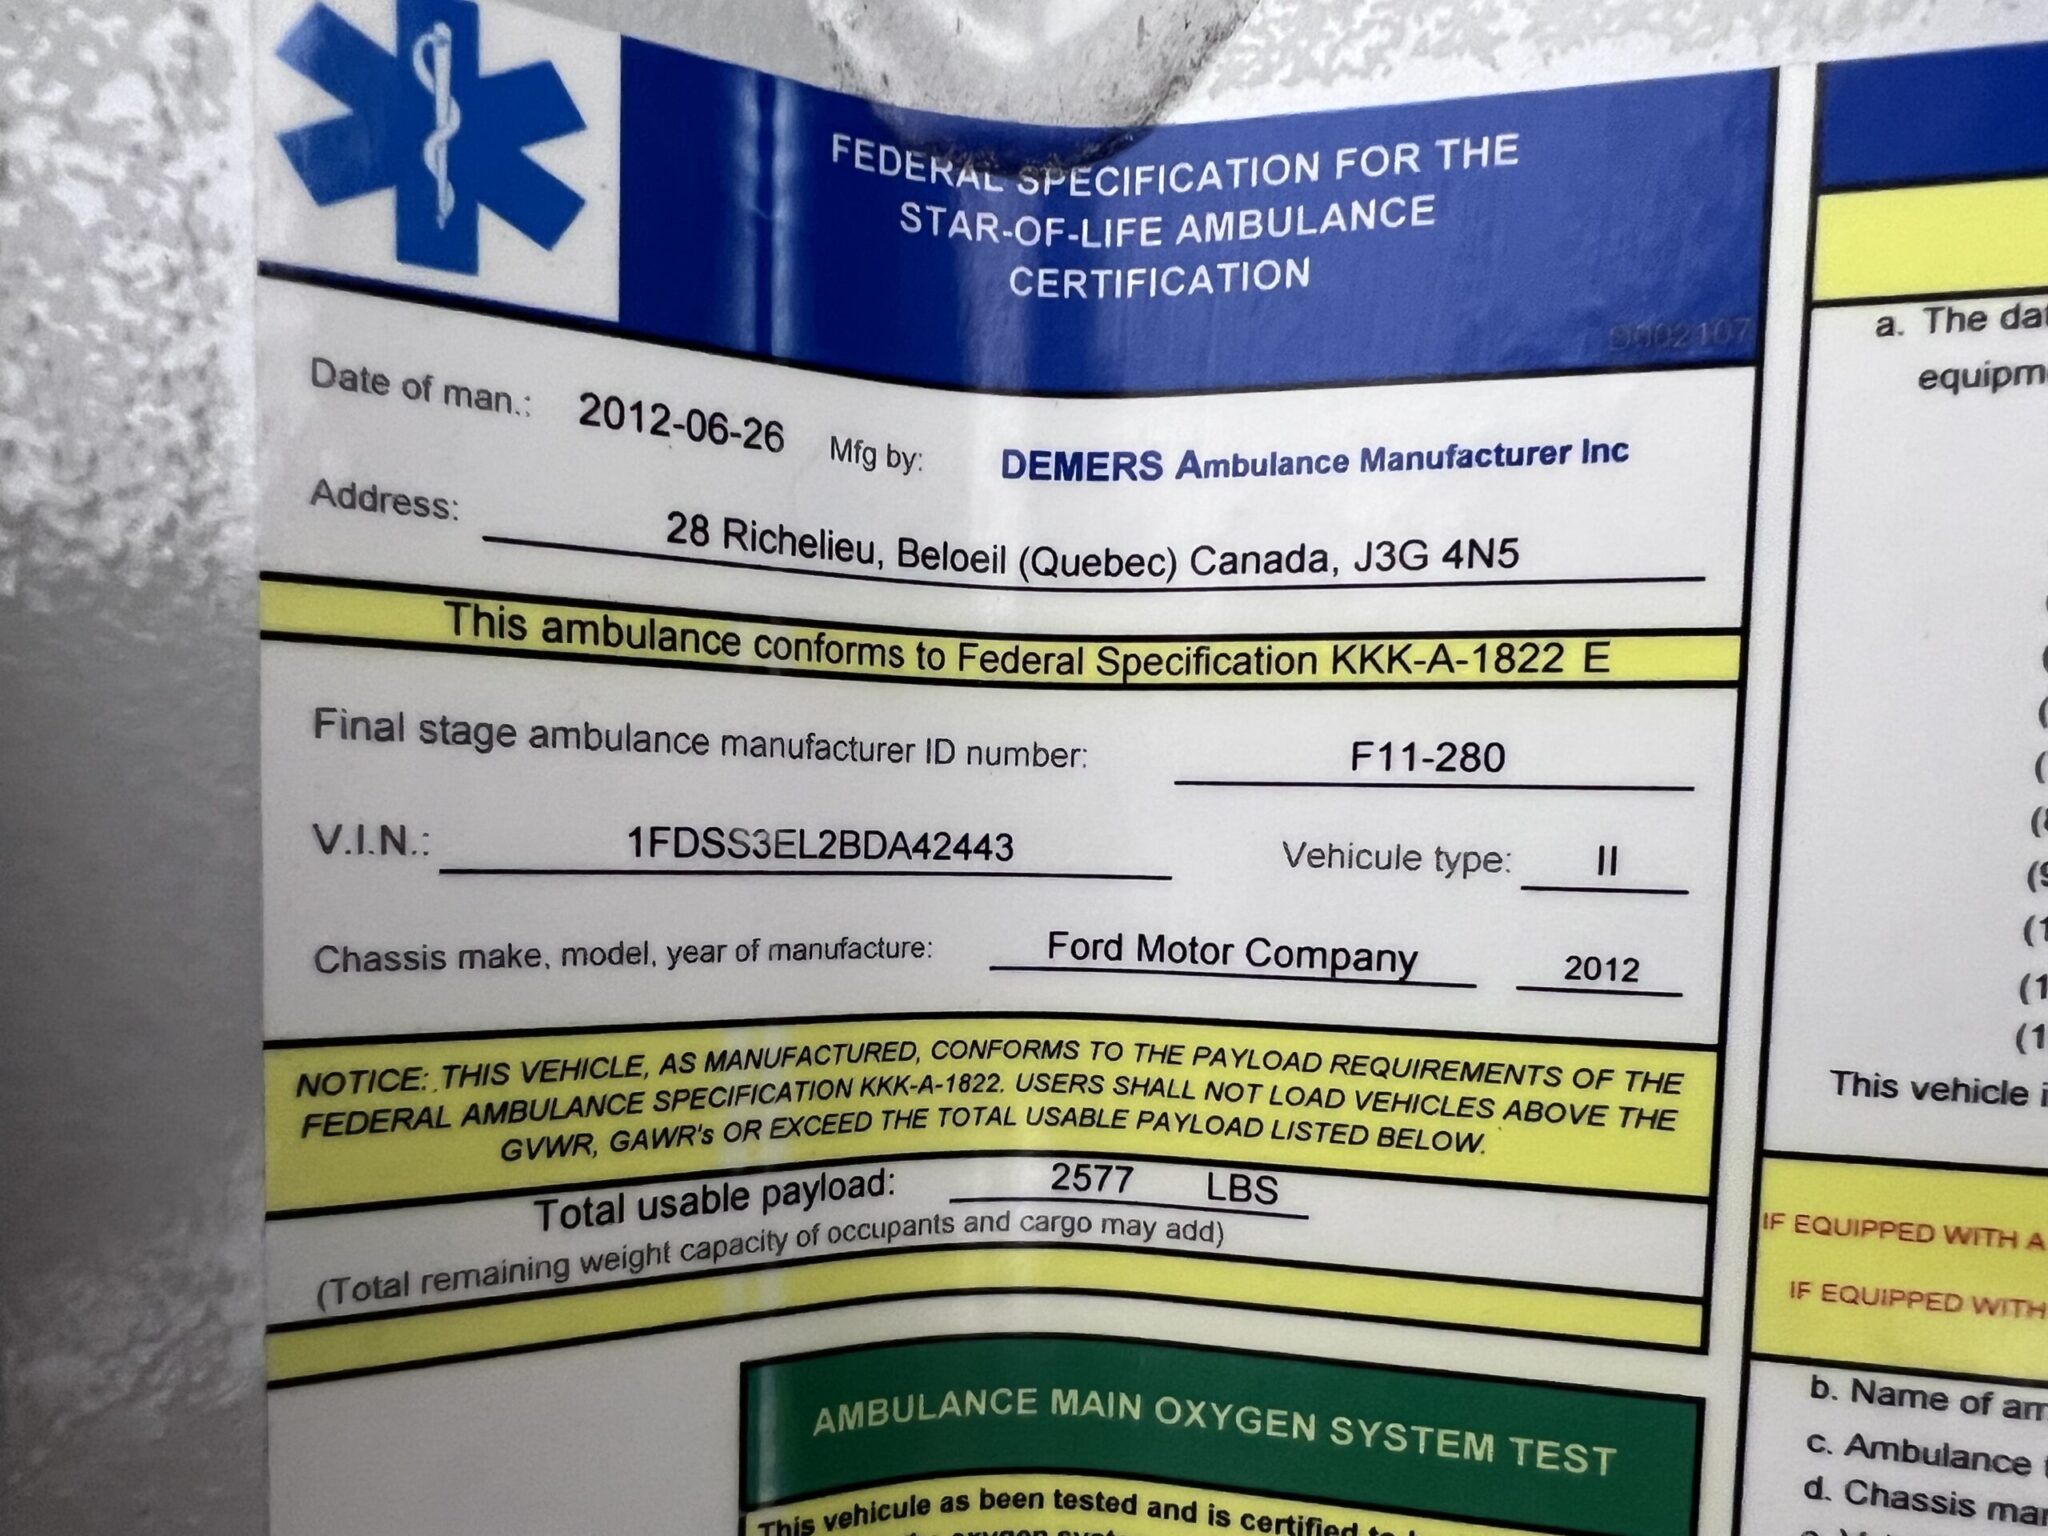 FEDERAL SPECIFICATION FOR THE
STAR-OF-LIFE AMBULANCE
CERTIFICATION
Date of man.: 2012-06-26 Mfg by: DEMERS Ambulance Manufacturer Inc
Address: 28 Richelieu, Beloeil (Quebec) Canada, J3G 4N5
This ambulance conforms to Federal Specification KKK-A-1822 E
Final stage ambulance manufacturer ID number: F11-280
V.I.N.: 1FDSS3EL2BDA42443 Vehicule type: II
Chassis make, model, year of manufacture: Ford Motor Company 2012
NOTICE: THIS VEHICLE, AS MANUFACTURED, CONFORMS TO THE PAYLOAD REQUIREMENTS OF THE
FEDERAL AMBULANCE SPECIFICATION KKK-A-1822. USERS SHALL NOT LOAD VEHICLES ABOVE THE
GVWR, GAWR's OR EXCEED THE TOTAL USABLE PAYLOAD LISTED BELOW.
Total usable payload: 2577 LBS
(Total remaining weight capacity of occupants and cargo may add)
AMBULANCE MAIN OXYGEN SYSTEM TEST
This vehicule as been tested and is certified
a. The
This vehicle
IF EQUIPPED WITH A
IF EQUIPPED WITH
b. Name of
c. Ambulance
d. Chassis